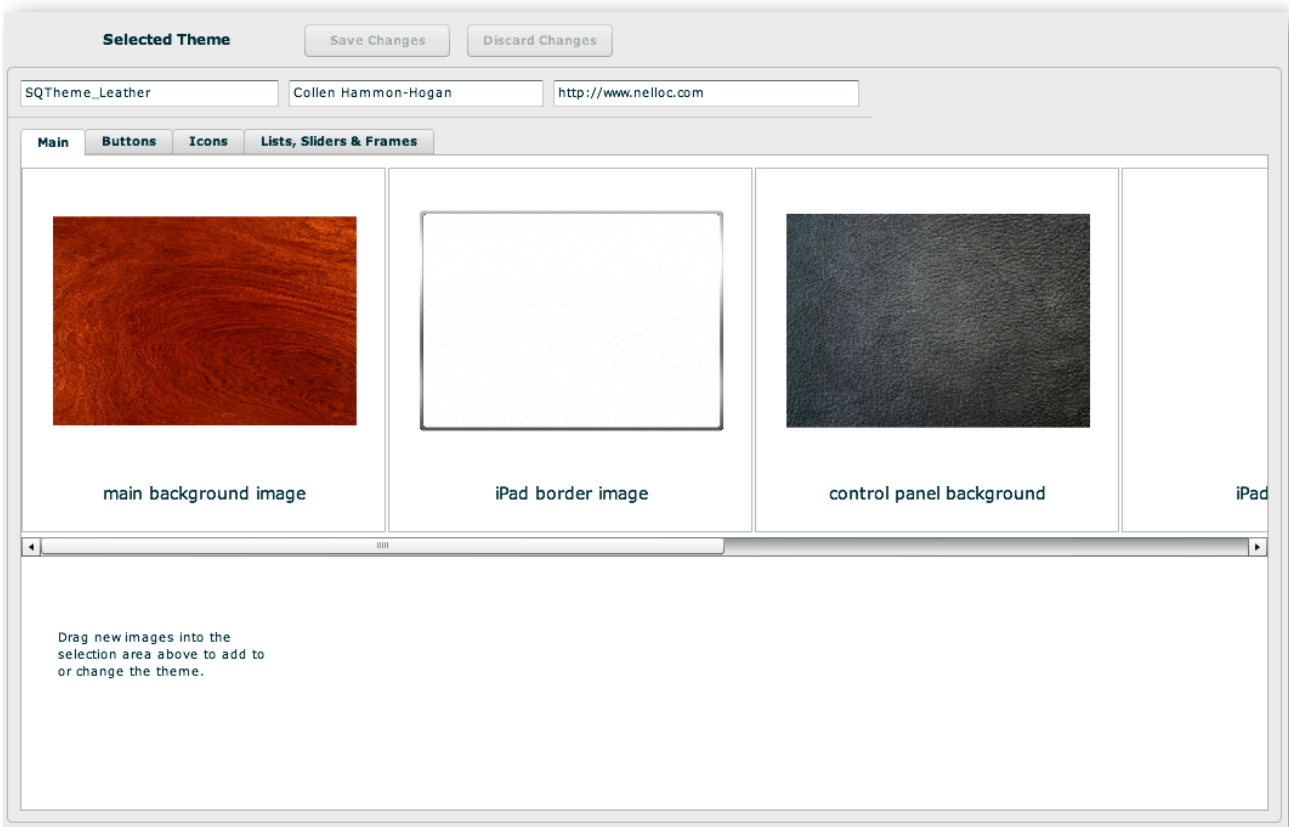 Selected Theme
Save Changes
Discard Changes
SQTheme_Leather
Collen Hammon-Hogan
http://www.nelloc.com
Main
Buttons
Icons
Lists, Sliders & Frames
main background image
iPad border image
control panel background
iPad
Drag new images into the
selection area above to add to
or change the theme.